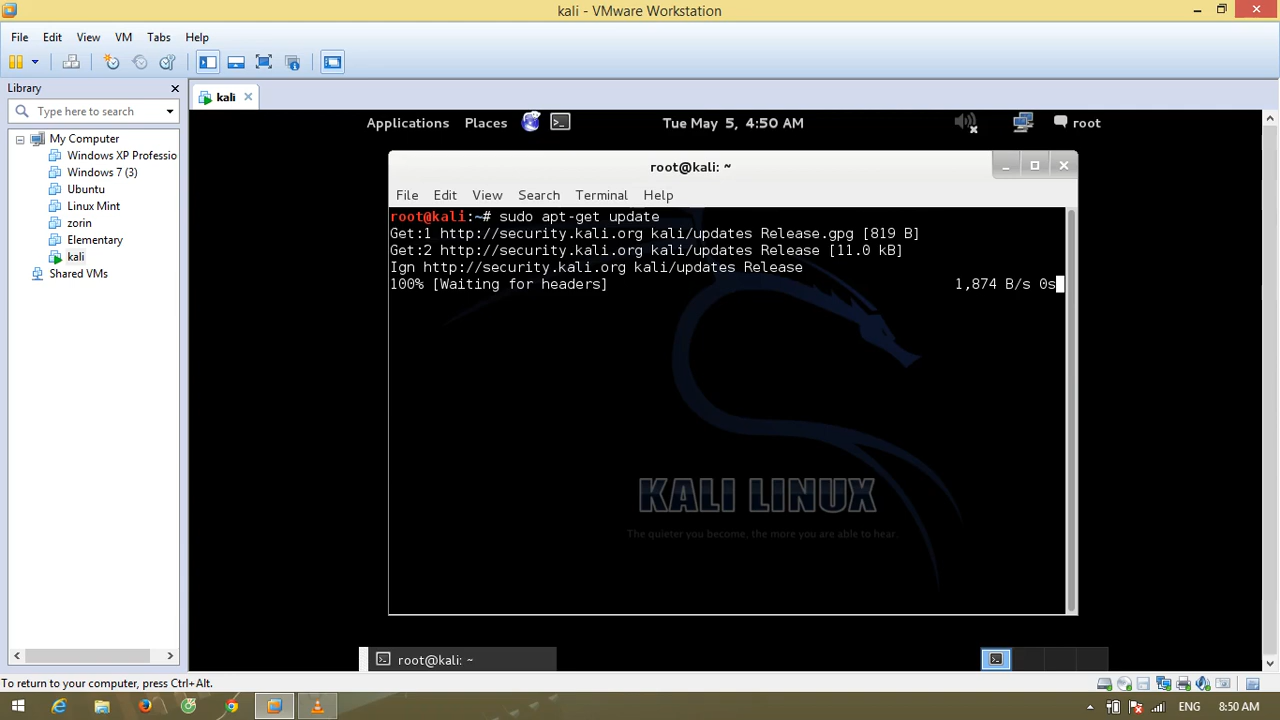 kali - VMware Workstation
File Edit View VM Tabs Help
Library
Type here to search
My Computer
Windows XP Professio
Windows 7 (3)
Ubuntu
Linux Mint
zorin
Elementary
kali
Shared VMs
kali
Applications Places Tue May 5, 4:50 AM root
root@kali: ~
File Edit View Search Terminal Help
root@kali:~# sudo apt-get update
Get:1 http://security.kali.org kali/updates Release.gpg [819 B]
Get:2 http://security.kali.org kali/updates Release [11.0 kB]
Ign http://security.kali.org kali/updates Release
100% [Waiting for headers] 1,874 B/s 0s
KALI LINUX
The quieter you become, the more you are able to hear.
root@kali: ~
To return to your computer, press Ctrl+Alt.
ENG 8:50 AM